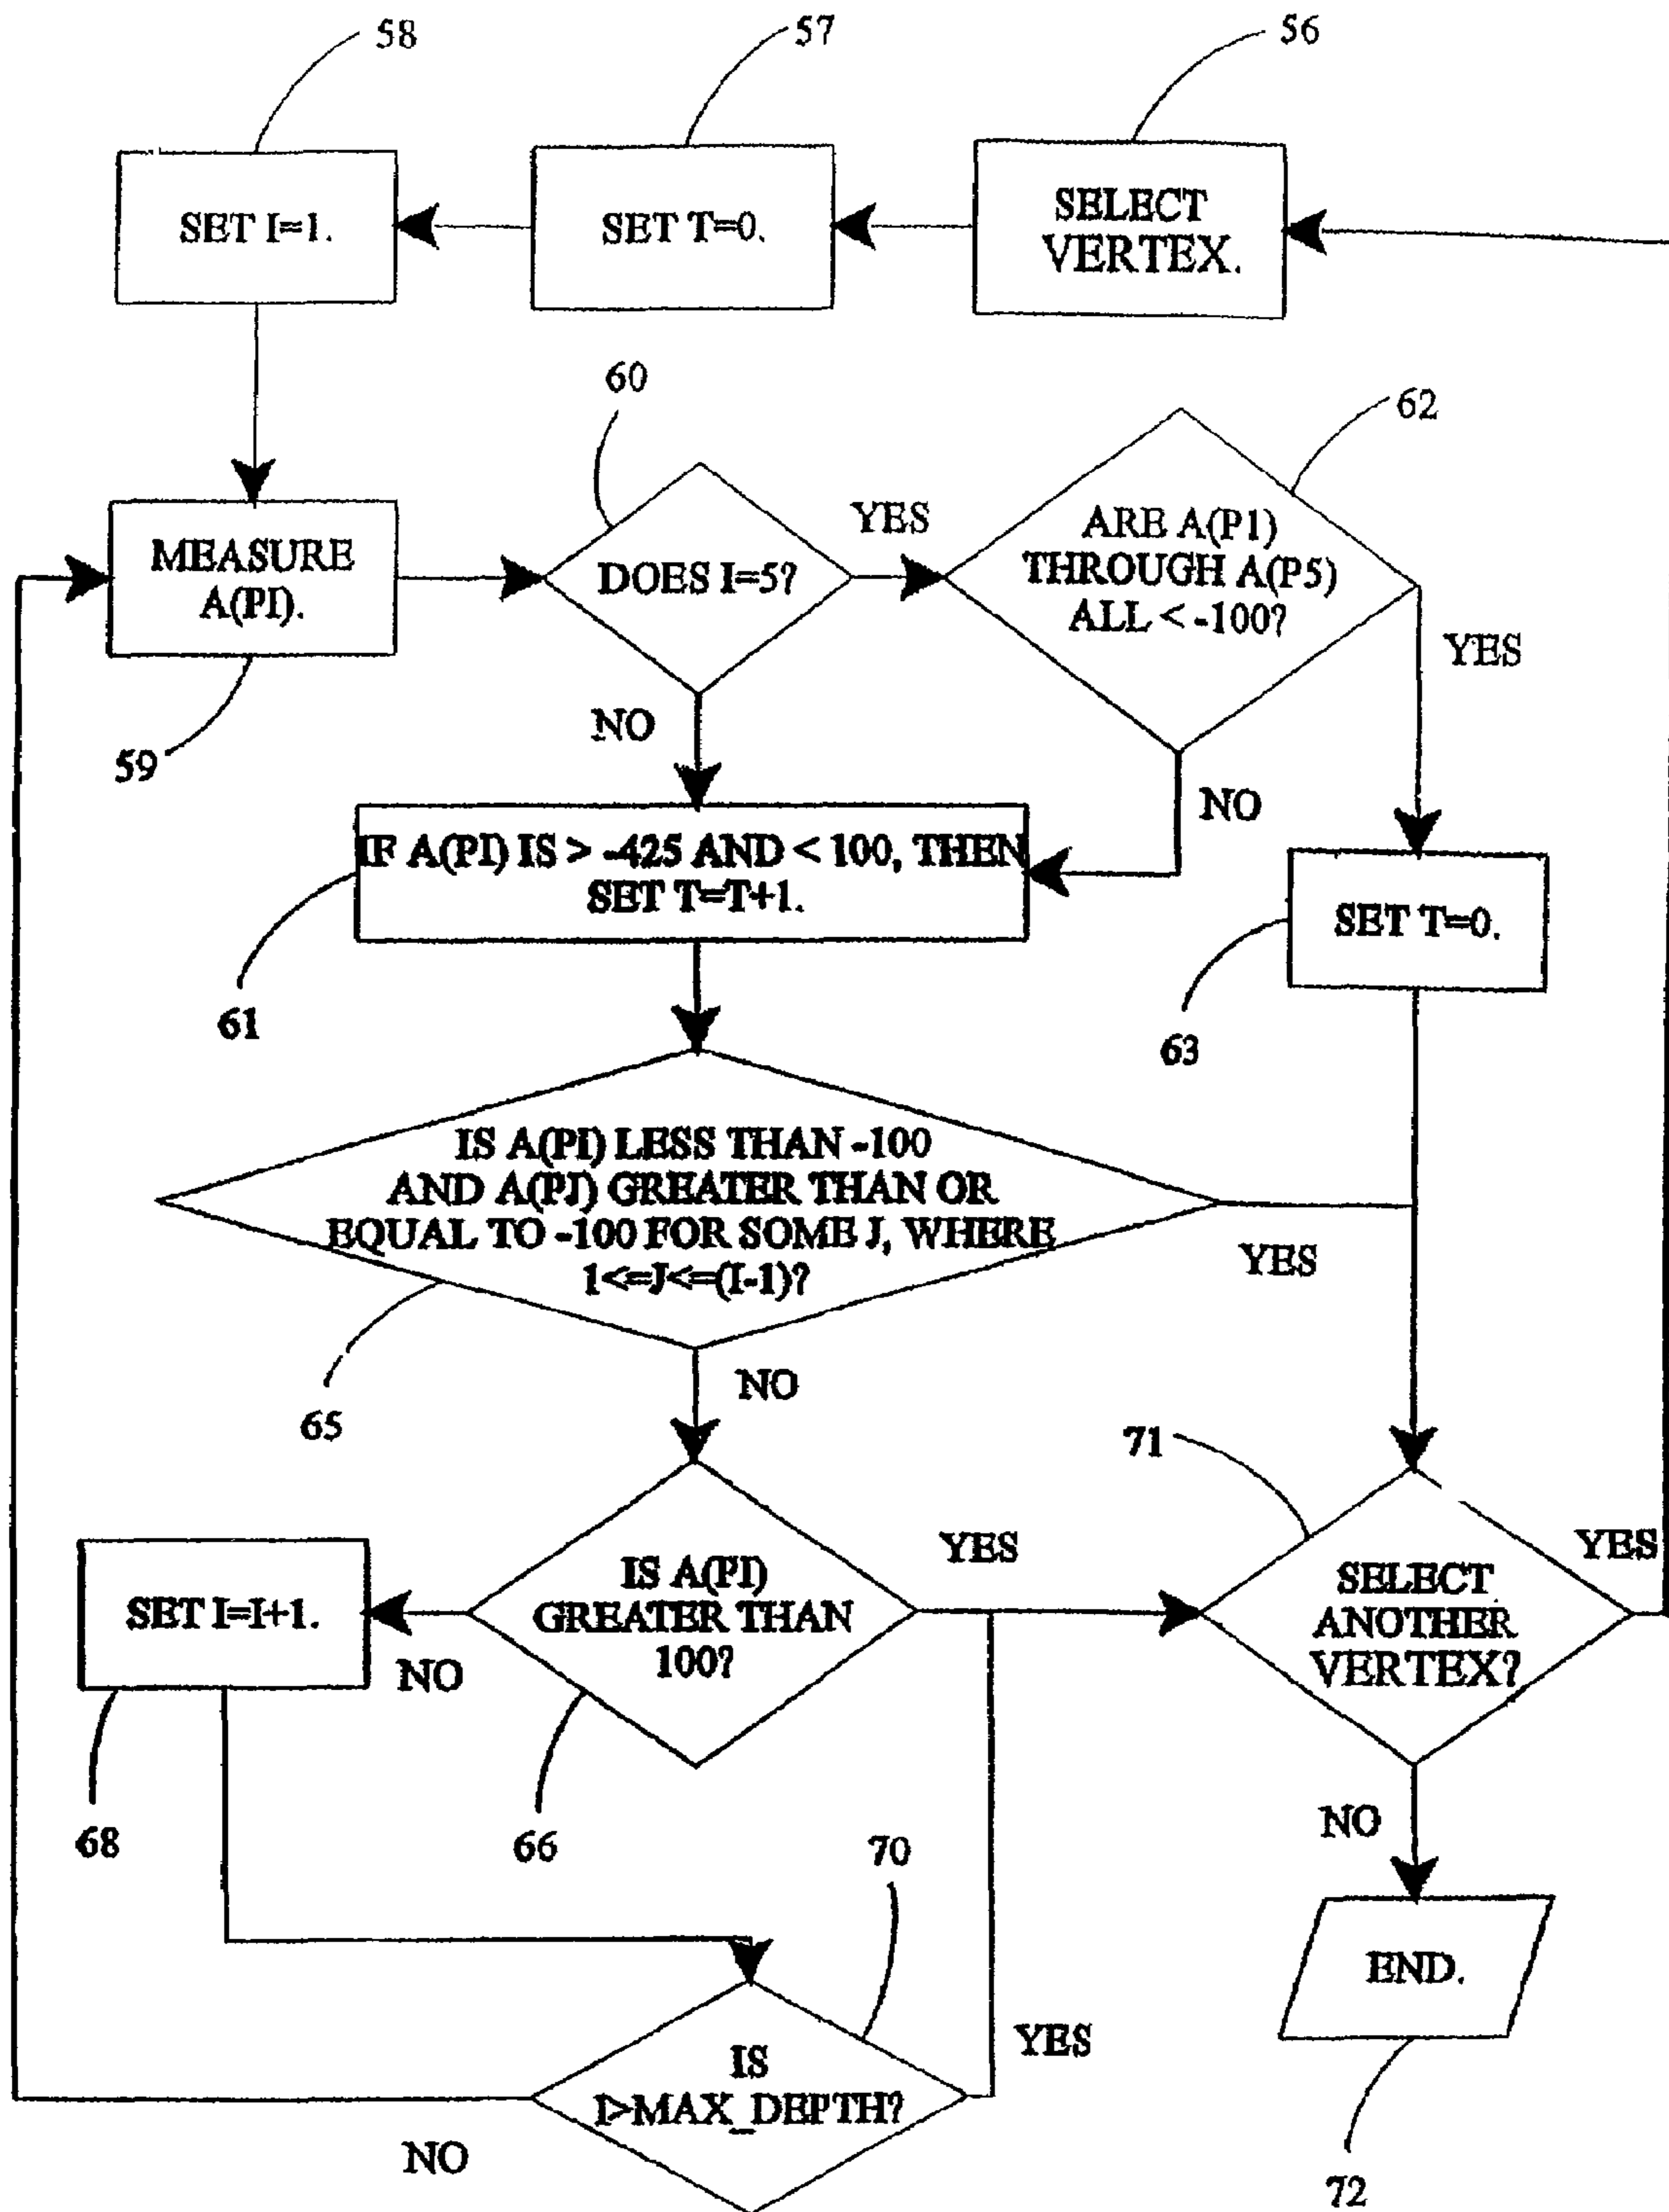 58
57
56
SET I=1.
SET T=0.
SELECT
VERTEX.
60
62
MEASURE
A(PI).
DOES I=5?
YES
ARE A(P1)
THROUGH A(P5)
ALL < -100?
YES
59
NO
NO
IF A(PI) IS > -425 AND < 100, THEN
SET T=T+1.
SET T=0.
61
63
IS A(PI) LESS THAN -100
AND A(PJ) GREATER THAN OR
EQUAL TO -100 FOR SOME J, WHERE
1<=J<=(I-1)?
YES
65
NO
71
SET I=I+1.
NO
IS A(PI)
GREATER THAN
100?
YES
SELECT
ANOTHER
VERTEX?
YES
68
66
70
NO
END.
IS
I>MAX_DEPTH?
YES
NO
72